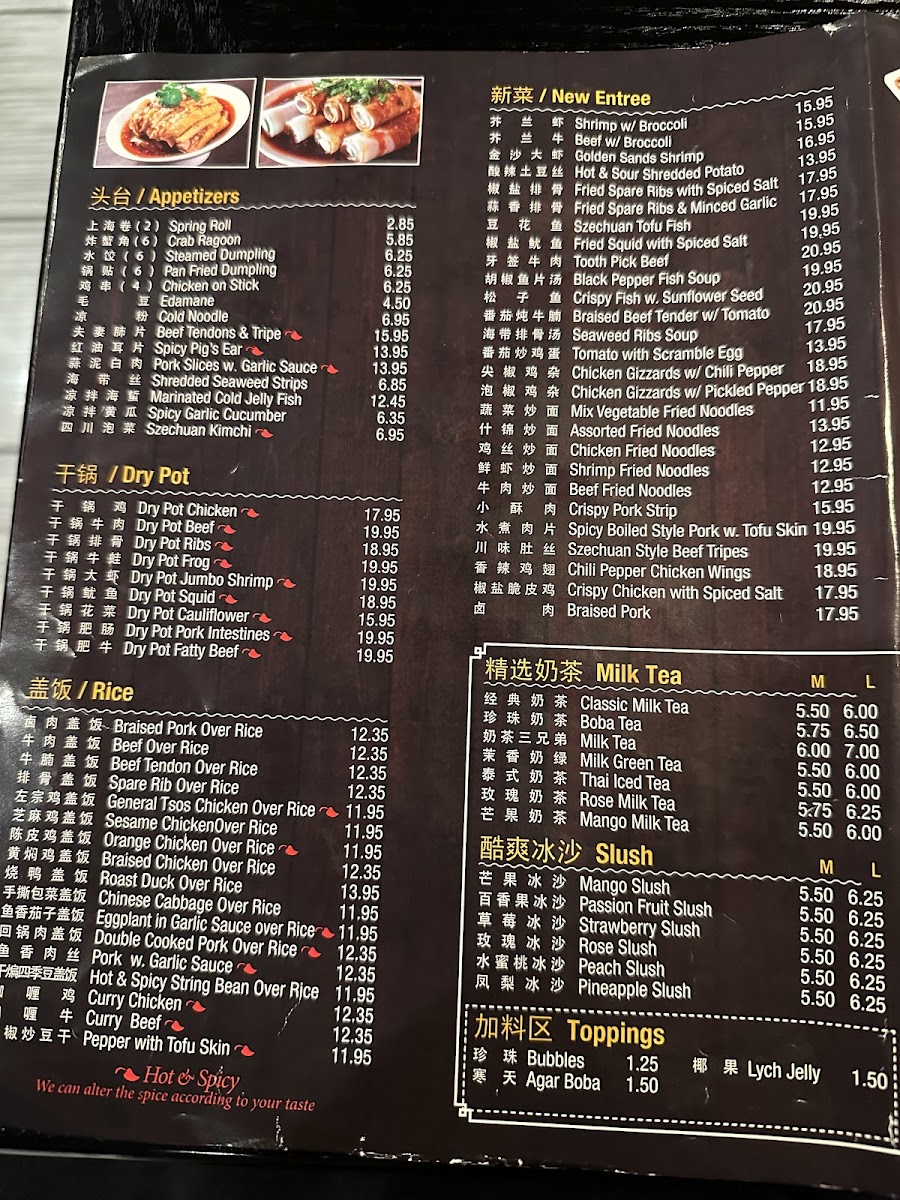 头台 / Appetizers
上海卷(2) Spring Roll 2.85
炸蟹角(6) Crab Ragoon 5.85
水饺(6) Steamed Dumpling 6.25
锅贴(6) Pan Fried Dumpling 6.25
鸡串(4) Chicken on Stick 6.25
毛豆 Edamane 4.50
凉粉 Cold Noodle 6.95
夫妻肺片 Beef Tendons & Tripe 15.95
红油耳片 Spicy Pig's Ear 13.95
蒜泥白肉 Pork Slices w. Garlic Sauce 13.95
海带丝 Shredded Seaweed Strips 6.85
凉拌海蜇 Marinated Cold Jelly Fish 12.45
凉拌黄瓜 Spicy Garlic Cucumber 6.35
四川泡菜 Szechuan Kimchi 6.95
干锅 / Dry Pot
干锅鸡 Dry Pot Chicken 17.95
干锅牛肉 Dry Pot Beef 19.95
干锅排骨 Dry Pot Ribs 18.95
干锅牛蛙 Dry Pot Frog 19.95
干锅大虾 Dry Pot Jumbo Shrimp 19.95
干锅鱿鱼 Dry Pot Squid 18.95
干锅花菜 Dry Pot Cauliflower 15.95
干锅肥肠 Dry Pot Pork Intestines 19.95
干锅肥牛 Dry Pot Fatty Beef 19.95
盖饭 / Rice
卤肉盖饭 Braised Pork Over Rice 12.35
牛肉盖饭 Beef Over Rice 12.35
牛腩盖饭 Beef Tendon Over Rice 12.35
排骨盖饭 Spare Rib Over Rice 12.35
左宗鸡盖饭 General Tsos Chicken Over Rice 11.95
芝麻鸡盖饭 Sesame ChickenOver Rice 11.95
陈皮鸡盖饭 Orange Chicken Over Rice 11.95
黄焖鸡盖饭 Braised Chicken Over Rice 12.35
烧鸭盖饭 Roast Duck Over Rice 13.95
手撕包菜盖饭 Chinese Cabbage Over Rice 11.95
鱼香茄子盖饭 Eggplant in Garlic Sauce over Rice 11.95
回锅肉盖饭 Double Cooked Pork Over Rice 12.35
鱼香肉丝 Pork w. Garlic Sauce 12.35
干煸四季豆盖饭 Hot & Spicy String Bean Over Rice 11.95
喱鸡 Curry Chicken 12.35
喱牛 Curry Beef 12.35
椒炒豆干 Pepper with Tofu Skin 11.95
Hot & Spicy
We can alter the spice according to your taste
新菜 / New Entree
芥兰虾 Shrimp w/ Broccoli 15.95
芥兰牛 Beef w/ Broccoli 15.95
金沙大虾 Golden Sands Shrimp 16.95
酸辣土豆丝 Hot & Sour Shredded Potato 13.95
椒盐排骨 Fried Spare Ribs with Spiced Salt 17.95
蒜香排骨 Fried Spare Ribs & Minced Garlic 17.95
豆花鱼 Szechuan Tofu Fish 19.95
椒盐鱿鱼 Fried Squid with Spiced Salt 19.95
牙签牛肉 Tooth Pick Beef 20.95
胡椒鱼片汤 Black Pepper Fish Soup 19.95
松子鱼 Crispy Fish w. Sunflower Seed 20.95
番茄炖牛腩 Braised Beef Tender w/ Tomato 20.95
海带排骨汤 Seaweed Ribs Soup 17.95
番茄炒鸡蛋 Tomato with Scramble Egg 13.95
尖椒鸡杂 Chicken Gizzards w/ Chili Pepper 18.95
泡椒鸡杂 Chicken Gizzards w/ Pickled Pepper 18.95
蔬菜炒面 Mix Vegetable Fried Noodles 11.95
什锦炒面 Assorted Fried Noodles 13.95
鸡丝炒面 Chicken Fried Noodles 12.95
鲜虾炒面 Shrimp Fried Noodles 12.95
牛肉炒面 Beef Fried Noodles 12.95
小酥肉 Crispy Pork Strip 15.95
水煮肉片 Spicy Boiled Style Pork w. Tofu Skin 19.95
川味肚丝 Szechuan Style Beef Tripes 19.95
香辣鸡翅 Chili Pepper Chicken Wings 18.95
椒盐脆皮鸡 Crispy Chicken with Spiced Salt 17.95
卤肉 Braised Pork 17.95
精选奶茶 Milk Tea M L
经典奶茶 Classic Milk Tea 5.50 6.00
珍珠奶茶 Boba Tea 5.75 6.50
奶茶三兄弟 Milk Tea 6.00 7.00
茉香奶绿 Milk Green Tea 5.50 6.00
泰式奶茶 Thai Iced Tea 5.50 6.00
玫瑰奶茶 Rose Milk Tea 5.75 6.25
芒果奶茶 Mango Milk Tea 5.50 6.00
酷爽冰沙 Slush M L
芒果冰沙 Mango Slush 5.50 6.25
百香果冰沙 Passion Fruit Slush 5.50 6.25
草莓冰沙 Strawberry Slush 5.50 6.25
玫瑰冰沙 Rose Slush 5.50 6.25
水蜜桃冰沙 Peach Slush 5.50 6.25
凤梨冰沙 Pineapple Slush 5.50 6.25
加料区 Toppings
珍珠 Bubbles 1.25 椰果 Lych Jelly 1.50
寒天 Agar Boba 1.50